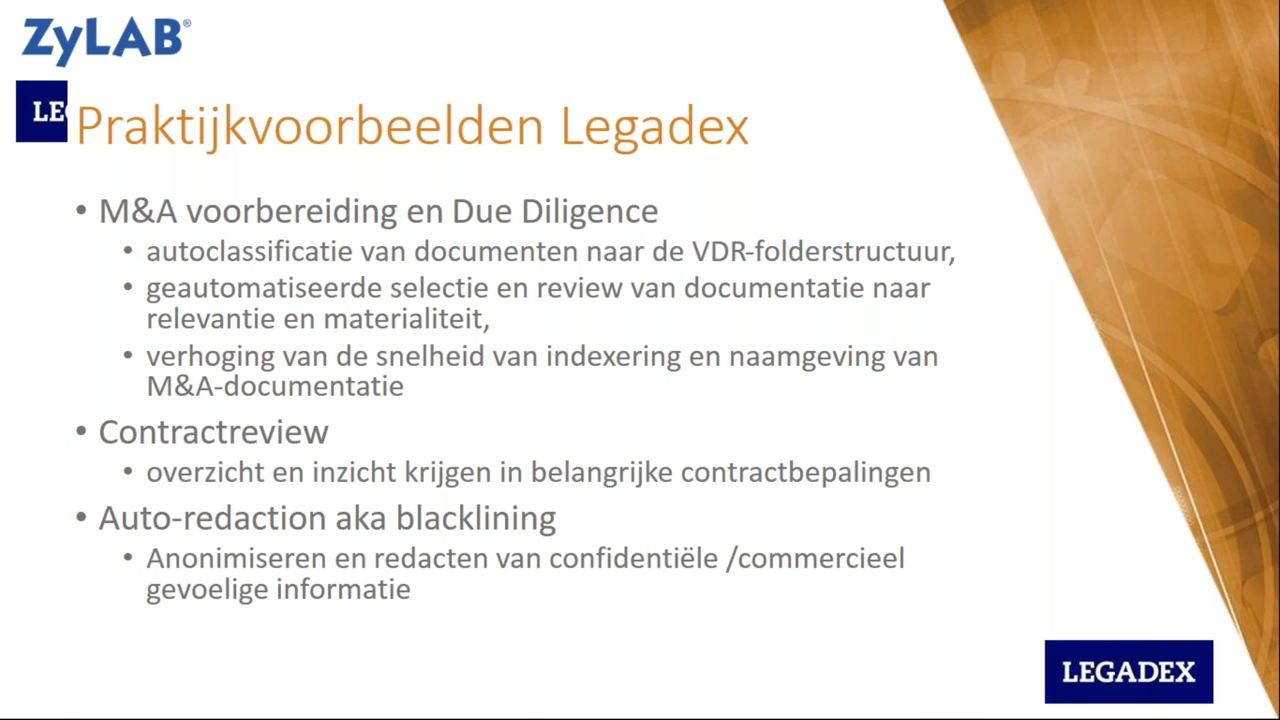 ZyLAB®
LE
Praktijkvoorbeelden Legadex
• M&A voorbereiding en Due Diligence
• autoclassificatie van documenten naar de VDR-folderstructuur,
• geautomatiseerde selectie en review van documentatie naar
relevantie en materialiteit,
• verhoging van de snelheid van indexering en naamgeving van
M&A-documentatie
• Contractreview
• overzicht en inzicht krijgen in belangrijke contractbepalingen
• Auto-redaction aka blacklining
• Anonimiseren en redacten van confidentiële /commercieel
gevoelige informatie
LEGADEX